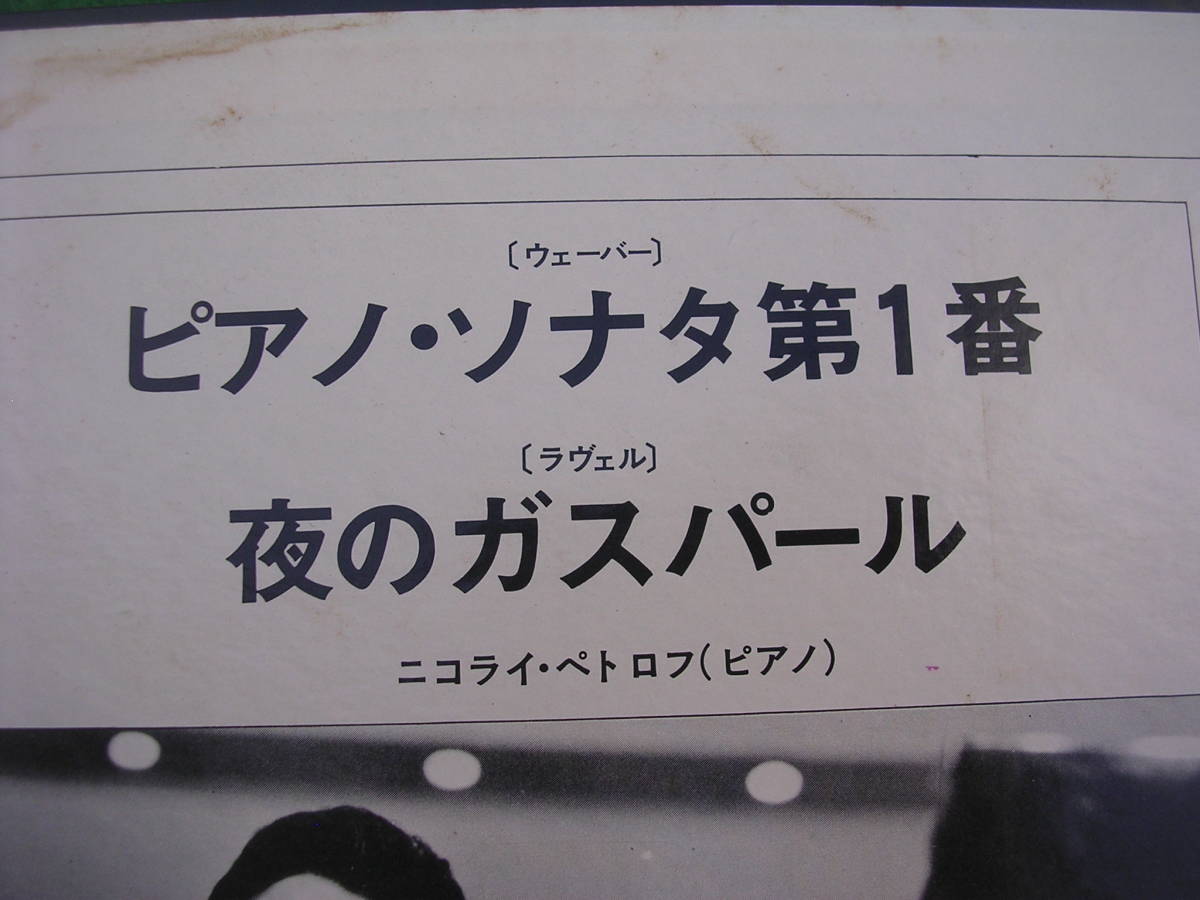 〔ウェーバー〕
ピアノ・ソナタ第1番
〔ラヴェル〕
夜のガスパール
ニコライ・ペトロフ(ピアノ)